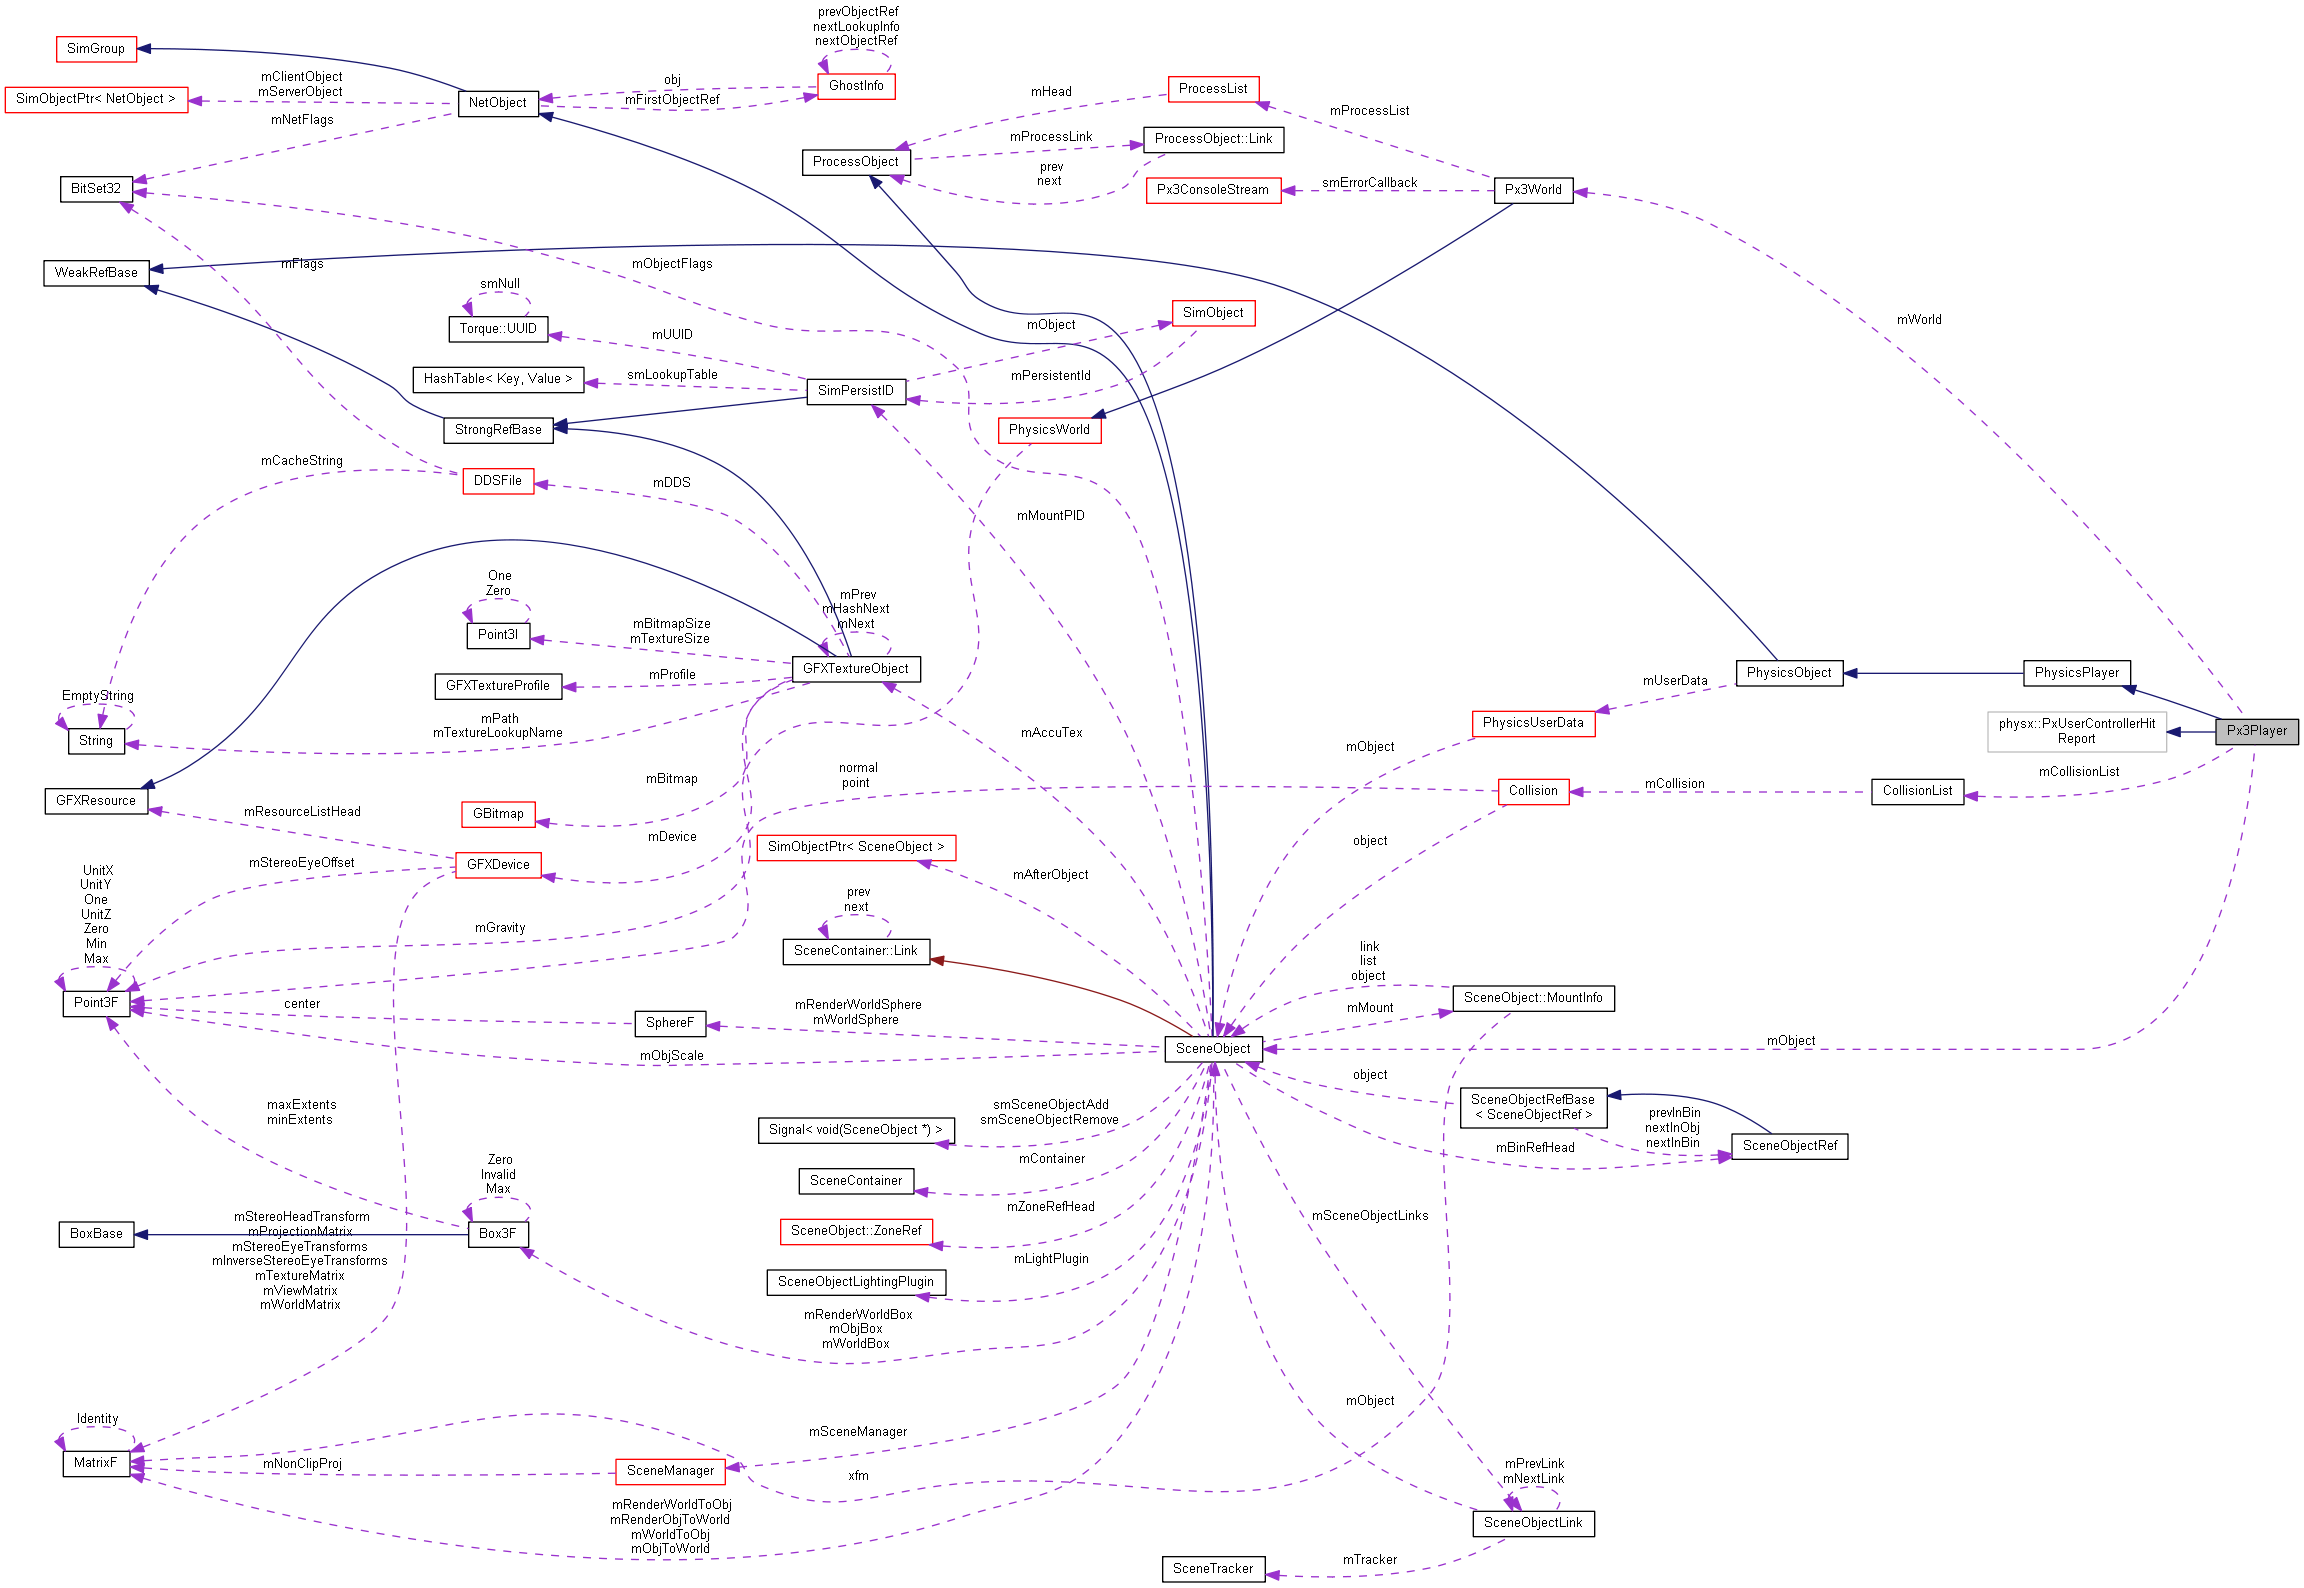 prevObjectRef
nextLookupInfo
nextObjectRef
SimGroup
GhostInfo
obj
mFirstObjectRef
mClientObject
mServerObject
SimObjectPtr< NetObject >
NetObject
mNetFlags
mHead
ProcessList
mProcessList
mProcessLink
ProcessObject::Link
ProcessObject
prev
next
BitSet32
Px3ConsoleStream
smErrorCallback
Px3World
WeakRefBase
mFlags
mObjectFlags
smNull
Torque::UUID
mUUID
mObject
SimObject
mWorld
HashTable< Key, Value >
smLookupTable
SimPersistID
mPersistentId
StrongRefBase
PhysicsWorld
mCacheString
DDSFile
mDDS
mMountPID
One
Zero
Point3I
mBitmapSize
mTextureSize
mPrev
mHashNext
mNext
GFXTextureObject
GFXTextureProfile
mProfile
EmptyString
String
mPath
mTextureLookupName
mAccuTex
mUserData
PhysicsObject
PhysicsPlayer
PhysicsUserData
physx::PxUserControllerHit
Report
Px3Player
mObject
mCollisionList
normal
point
Collision
mCollision
CollisionList
GFXResource
mBitmap
GBitmap
mResourceListHead
mDevice
SimObjectPtr< SceneObject >
object
mStereoEyeOffset
GFXDevice
mAfterObject
UnitX
UnitY
One
UnitZ
Zero
Min
Max
prev
next
mGravity
SceneContainer::Link
link
list
object
Point3F
center
SphereF
mRenderWorldSphere
mWorldSphere
mMount
SceneObject::MountInfo
mObjScale
SceneObject
mObject
maxExtents
minExtents
smSceneObjectAdd
smSceneObjectRemove
Signal< void(SceneObject *) >
object
SceneObjectRefBase
< SceneObjectRef >
prevInBin
nextInObj
nextInBin
SceneObjectRef
mBinRefHead
Zero
Invalid
Max
SceneContainer
mContainer
BoxBase
Box3F
mStereoHeadTransform
mProjectionMatrix
mStereoEyeTransforms
mInverseStereoEyeTransforms
mTextureMatrix
mViewMatrix
mWorldMatrix
SceneObject::ZoneRef
mZoneRefHead
mSceneObjectLinks
SceneObjectLightingPlugin
mLightPlugin
mRenderWorldBox
mObjBox
mWorldBox
mObject
Identity
MatrixF
mNonClipProj
SceneManager
mSceneManager
xfm
mPrevLink
mNextLink
SceneObjectLink
mRenderWorldToObj
mRenderObjToWorld
mWorldToObj
mObjToWorld
SceneTracker
mTracker